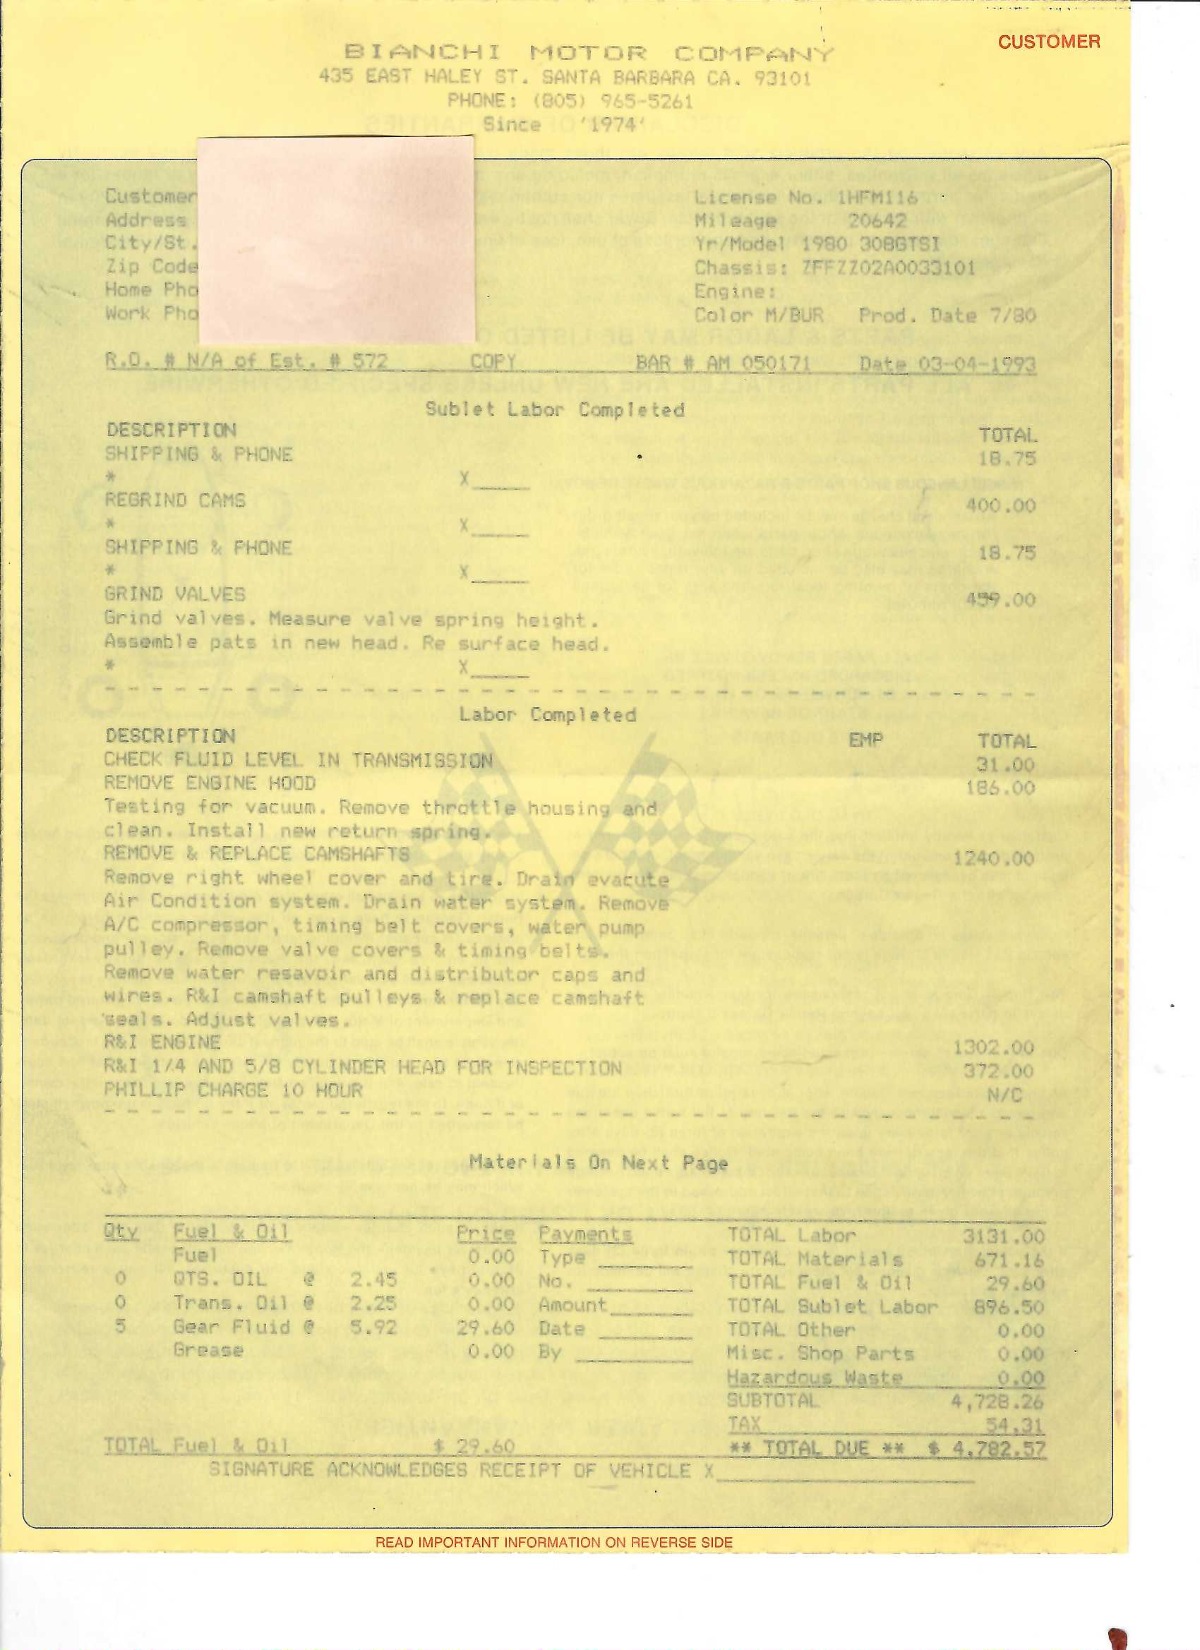 CUSTOMER
BIANCHI MOTOR COMPANY
435 EAST HALEY ST. SANTA BARBARA CA. 93101
PHONE: (805) 965-5261
Since '1974'
Customer
Address
City/St.
Zip Code
Home Pho
Work Pho
License No. 1HFM116
Mileage 20642
Yr/Model 1980 308GTSI
Chassis: ZFFZZ02A0033101
Engine:
Color M/BUR Prod. Date 7/80
R.O. # N/A of Est. # 572 COPY BAR # AM 050171 Date 03-04-1993
Sublet Labor Completed
DESCRIPTION TOTAL
SHIPPING & PHONE 18.75
* X_____
REGRIND CAMS 400.00
* X_____
SHIPPING & PHONE 18.75
* X_____
GRIND VALVES 459.00
Grind valves. Measure valve spring height.
Assemble pats in new head. Re surface head.
* X_____
Labor Completed
DESCRIPTION EMP TOTAL
CHECK FLUID LEVEL IN TRANSMISSION 31.00
REMOVE ENGINE HOOD 186.00
Testing for vacuum. Remove throttle housing and
clean. Install new return spring.
REMOVE & REPLACE CAMSHAFTS 1240.00
Remove right wheel cover and tire. Drain evacute
Air Condition system. Drain water system. Remove
A/C compressor, timing belt covers, water pump
pulley. Remove valve covers & timing belts.
Remove water resavoir and distributor caps and
wires. R&I camshaft pulleys & replace camshaft
seals. Adjust valves.
R&I ENGINE 1302.00
R&I 1/4 AND 5/8 CYLINDER HEAD FOR INSPECTION 372.00
PHILLIP CHARGE 10 HOUR N/C
Materials On Next Page
Qty Fuel & Oil Price Payments TOTAL Labor 3131.00
Fuel 0.00 Type ________ TOTAL Materials 671.16
0 QTS. OIL @ 2.45 0.00 No. _________ TOTAL Fuel & Oil 29.60
0 Trans. Oil @ 2.25 0.00 Amount_______ TOTAL Sublet Labor 896.50
5 Gear Fluid @ 5.92 29.60 Date ________ TOTAL Other 0.00
Grease 0.00 By __________ Misc. Shop Parts 0.00
Hazardous Waste 0.00
SUBTOTAL 4,728.26
TAX 54.31
TOTAL Fuel & Oil $ 29.60 ** TOTAL DUE ** $ 4,782.57
SIGNATURE ACKNOWLEDGES RECEIPT OF VEHICLE X______________________
READ IMPORTANT INFORMATION ON REVERSE SIDE